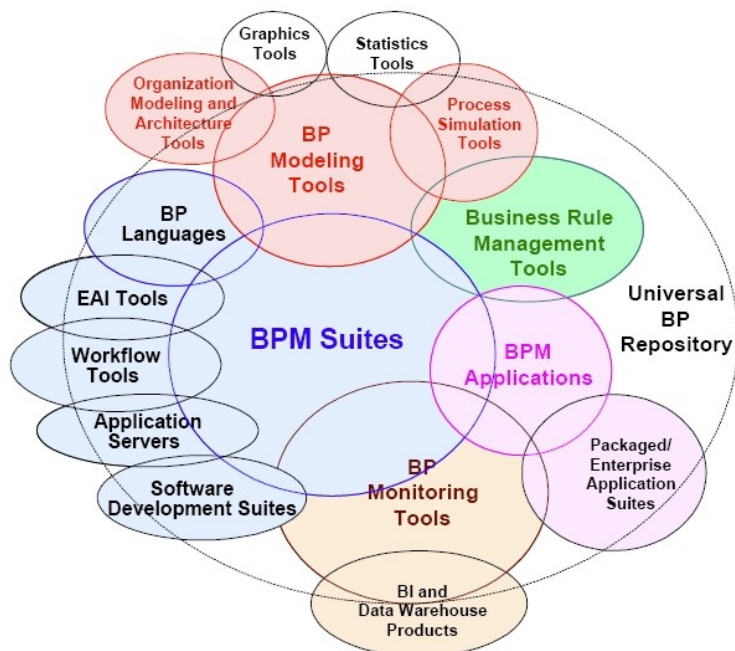 Graphics
Tools
Statistics
Tools
Organization
Modeling and
Architecture
Tools
BP
Modeling
Tools
Process
Simulation
Tools
BP
Languages
Business Rule
Management
Tools
EAI Tools
Universal
BP
Repository
BPM Suites
Workflow
Tools
BPM
Applications
Application
Servers
Packaged/
Enterprise
Application
Suites
BP
Monitoring
Tools
Software
Development Suites
BI and
Data Warehouse
Products